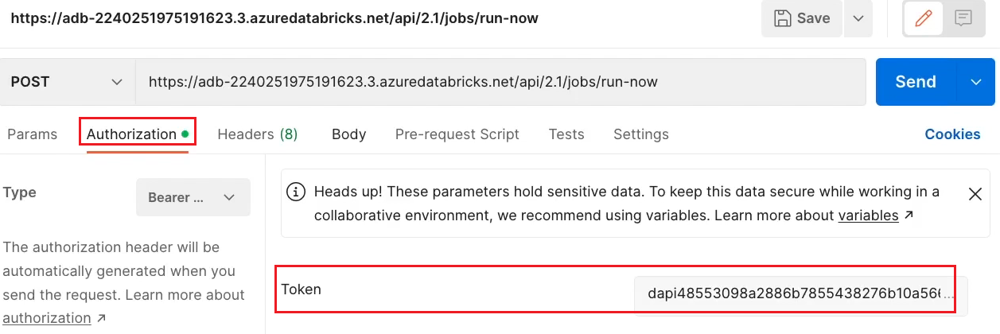 https://adb-2240251975191623.3.azuredatabricks.net/api/2.1/jobs/run-now
Save
POST
https://adb-2240251975191623.3.azuredatabricks.net/api/2.1/jobs/run-now
Send
Params
Authorization
Headers (8)
Body
Pre-request Script
Tests
Settings
Cookies
Type
Bearer ...
The authorization header will be
automatically generated when you
send the request. Learn more about
authorization ↗
Heads up! These parameters hold sensitive data. To keep this data secure while working in a
collaborative environment, we recommend using variables. Learn more about variables ↗
Token
dapi48553098a2886b7855438276b10a566...